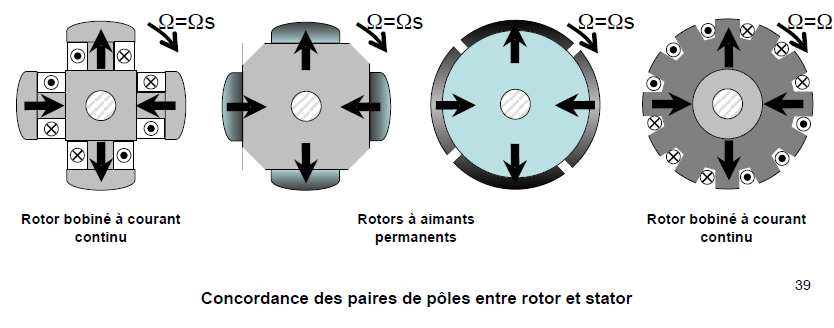 Ω=Ωs Ω=Ωs Ω=Ωs Ω=Ω
Rotor bobiné à courant
continu
Rotors à aimants
permanents
Rotor bobiné à courant
continu
39
Concordance des paires de pôles entre rotor et stator